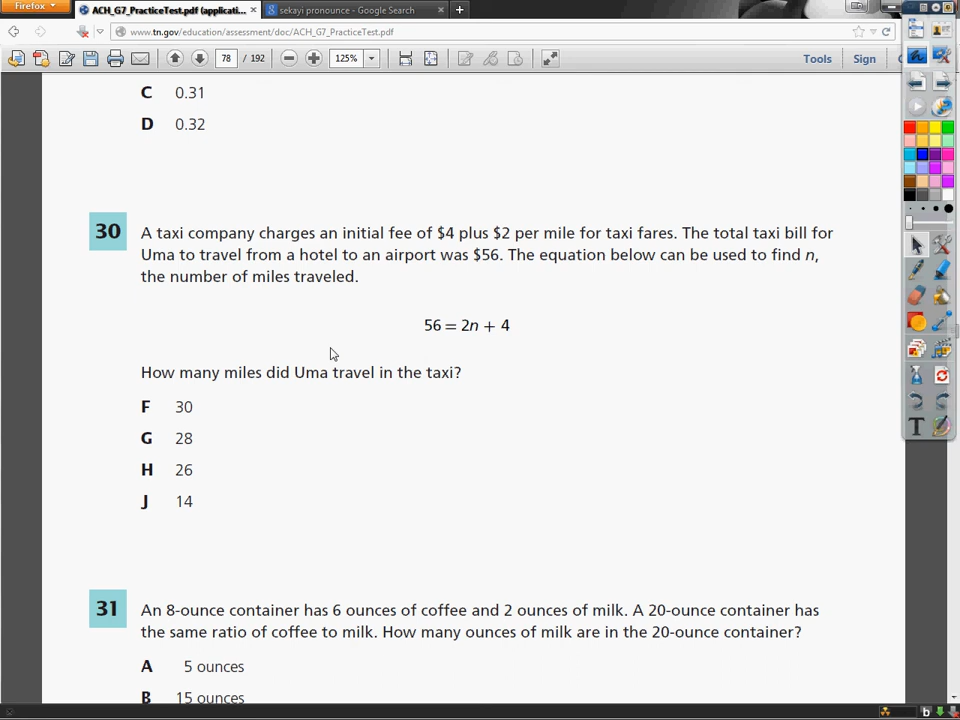 Firefox
ACH_G7_PracticeTest.pdf (applicati... ×
sekayi pronounce - Google Search ×
+
www.tn.gov/education/assessment/doc/ACH_G7_PracticeTest.pdf
78 / 192
125%
Tools Sign
C 0.31
D 0.32
30 A taxi company charges an initial fee of $4 plus $2 per mile for taxi fares. The total taxi bill for
Uma to travel from a hotel to an airport was $56. The equation below can be used to find n,
the number of miles traveled.
56 = 2n + 4
How many miles did Uma travel in the taxi?
F 30
G 28
H 26
J 14
31 An 8-ounce container has 6 ounces of coffee and 2 ounces of milk. A 20-ounce container has
the same ratio of coffee to milk. How many ounces of milk are in the 20-ounce container?
A 5 ounces
B 15 ounces
T
b